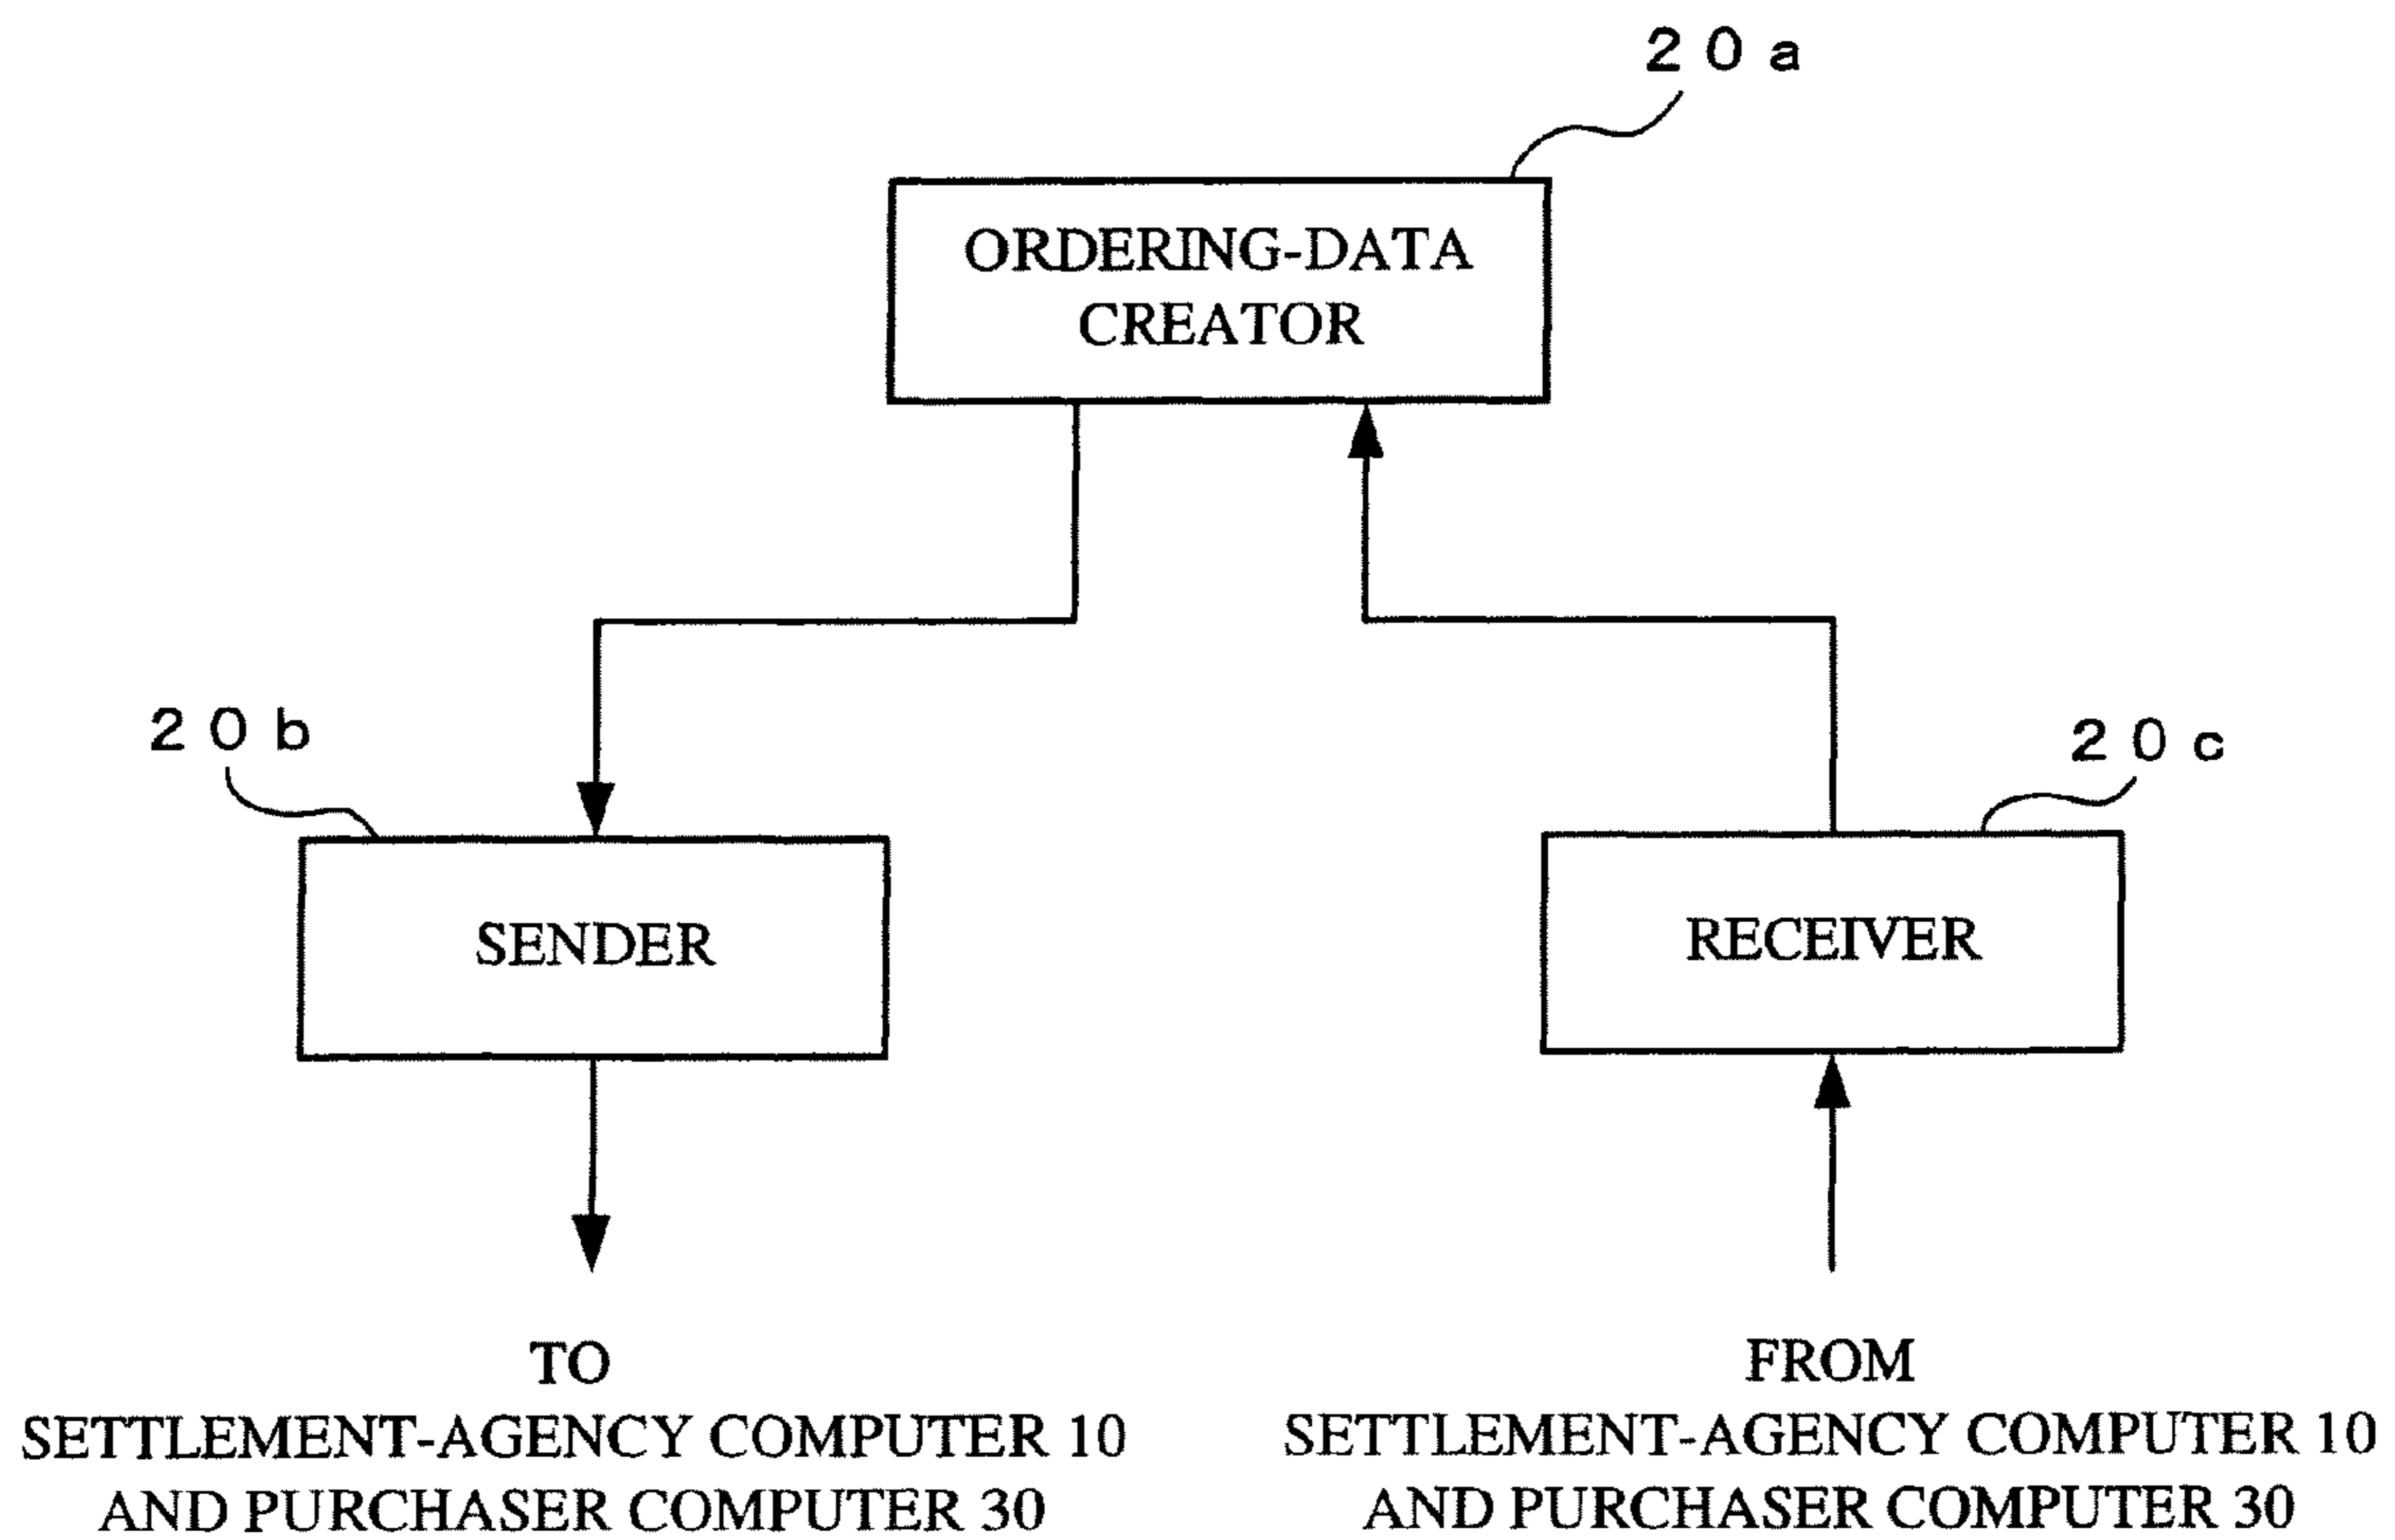 20a
ORDERING-DATA
CREATOR
20b
20c
SENDER
RECEIVER
TO
SETTLEMENT-AGENCY COMPUTER 10
AND PURCHASER COMPUTER 30
FROM
SETTLEMENT-AGENCY COMPUTER 10
AND PURCHASER COMPUTER 30